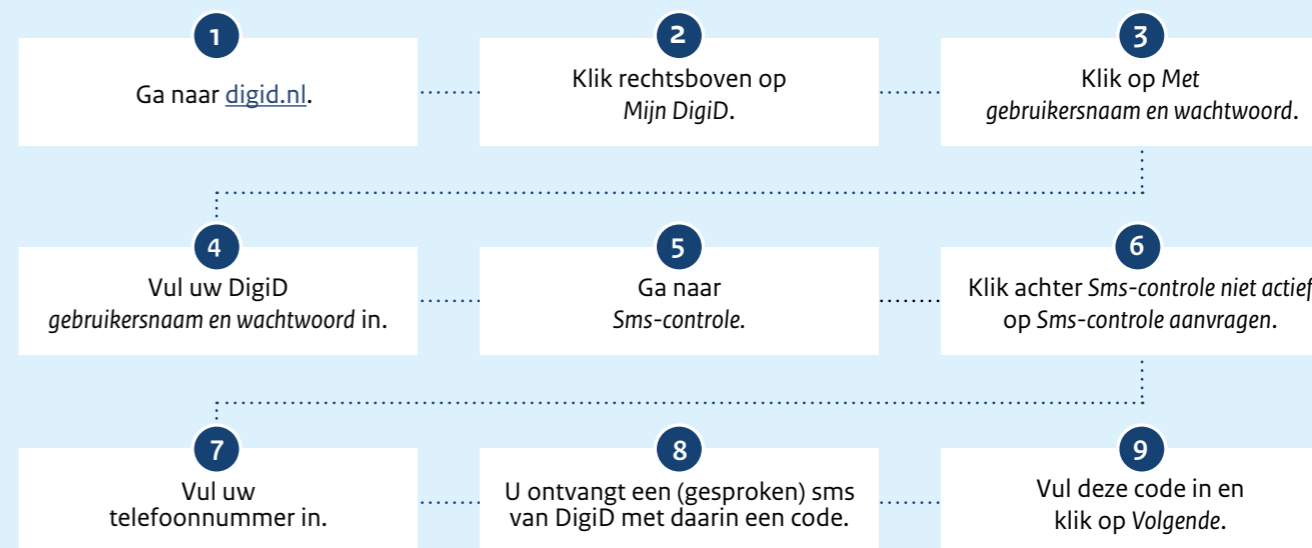 1
Ga naar digid.nl.
2
Klik rechtsboven op
Mijn DigiD.
3
Klik op Met
gebruikersnaam en wachtwoord.
4
Vul uw DigiD
gebruikersnaam en wachtwoord in.
5
Ga naar
Sms-controle.
6
Klik achter Sms-controle niet actief
op Sms-controle aanvragen.
7
Vul uw
telefoonnummer in.
8
U ontvangt een (gesproken) sms
van DigiD met daarin een code.
9
Vul deze code in en
klik op Volgende.